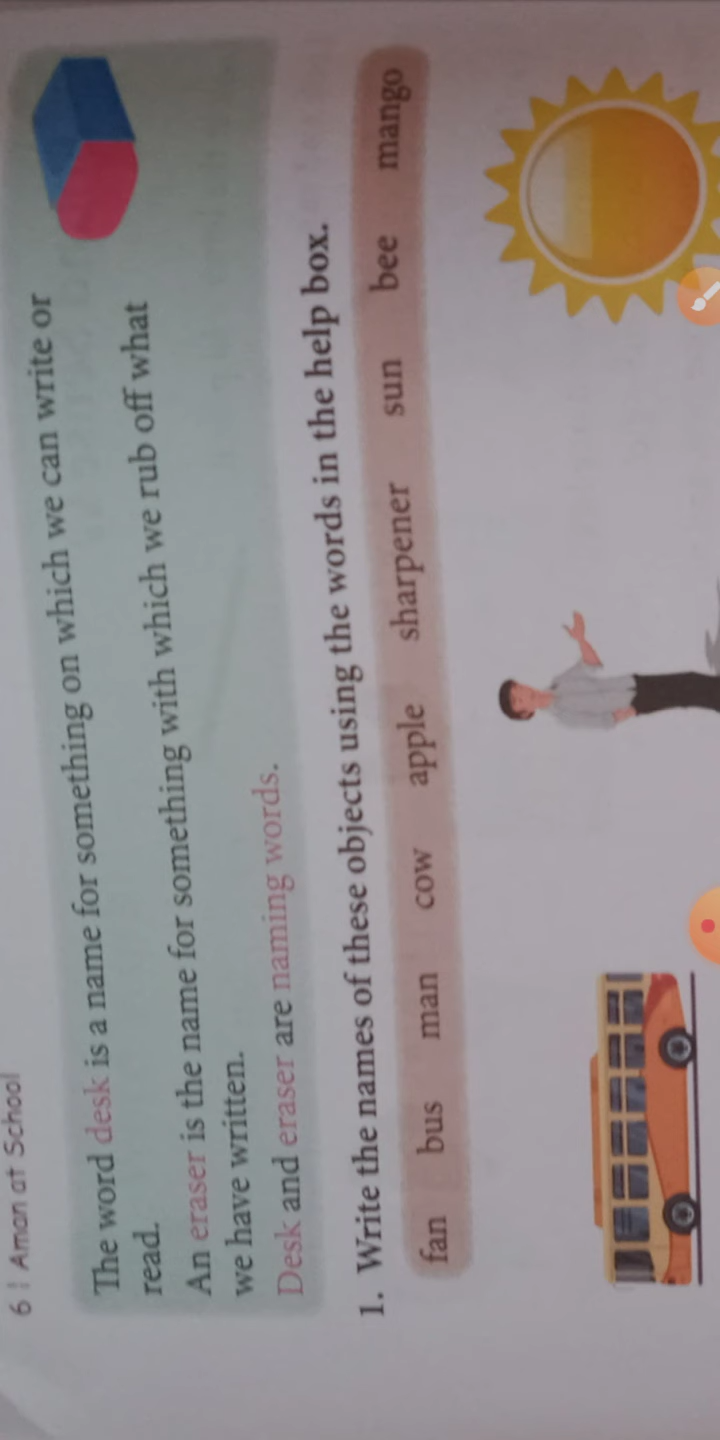 6 | Aman at School
The word desk is a name for something on which we can write or
read.
An eraser is the name for something with which we rub off what
we have written.
Desk and eraser are naming words.
1. Write the names of these objects using the words in the help box.
fan bus man cow apple sharpener sun bee mango